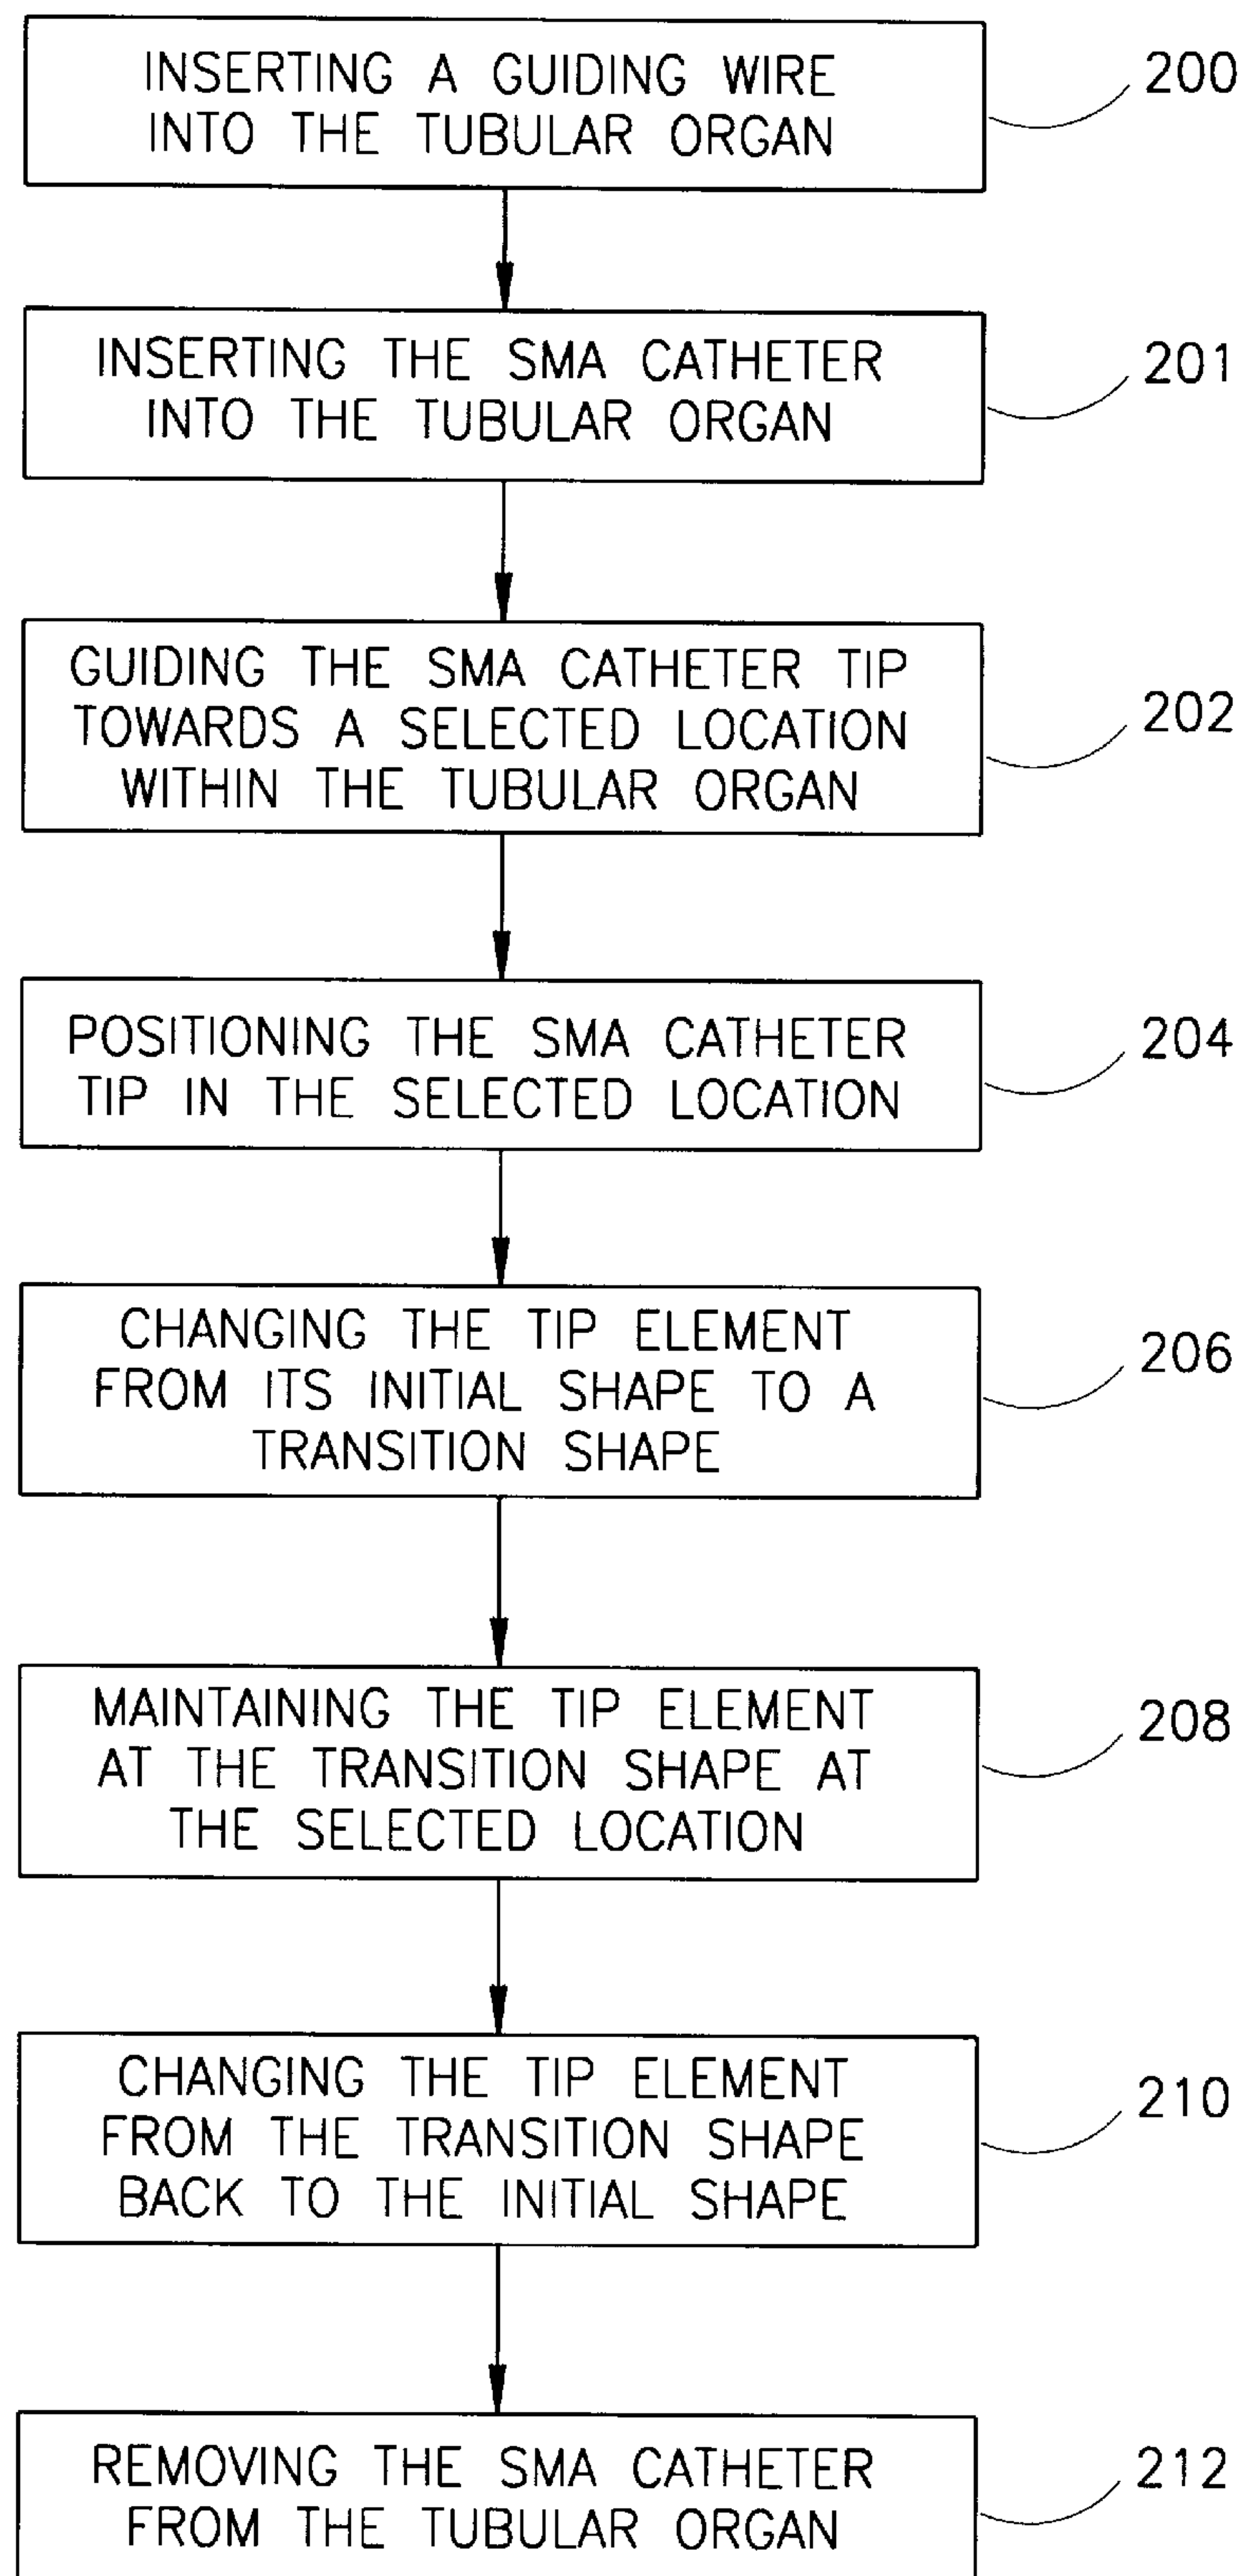 INSERTING A GUIDING WIRE
INTO THE TUBULAR ORGAN
200
INSERTING THE SMA CATHETER
INTO THE TUBULAR ORGAN
201
GUIDING THE SMA CATHETER TIP
TOWARDS A SELECTED LOCATION
WITHIN THE TUBULAR ORGAN
202
POSITIONING THE SMA CATHETER
TIP IN THE SELECTED LOCATION
204
CHANGING THE TIP ELEMENT
FROM ITS INITIAL SHAPE TO A
TRANSITION SHAPE
206
MAINTAINING THE TIP ELEMENT
AT THE TRANSITION SHAPE AT
THE SELECTED LOCATION
208
CHANGING THE TIP ELEMENT
FROM THE TRANSITION SHAPE
BACK TO THE INITIAL SHAPE
210
REMOVING THE SMA CATHETER
FROM THE TUBULAR ORGAN
212